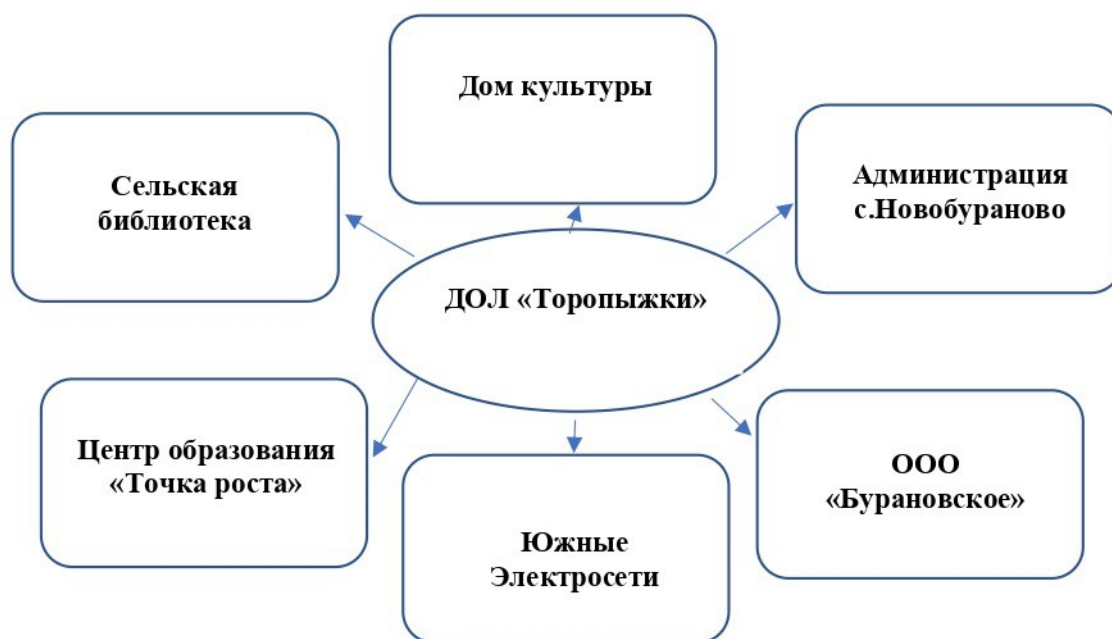 Дом культуры
Сельская
библиотека
Администрация
с.Новобураново
ДОЛ «Торопыжки»
Центр образования
«Точка роста»
ООО
«Бурановское»
Южные
Электросети